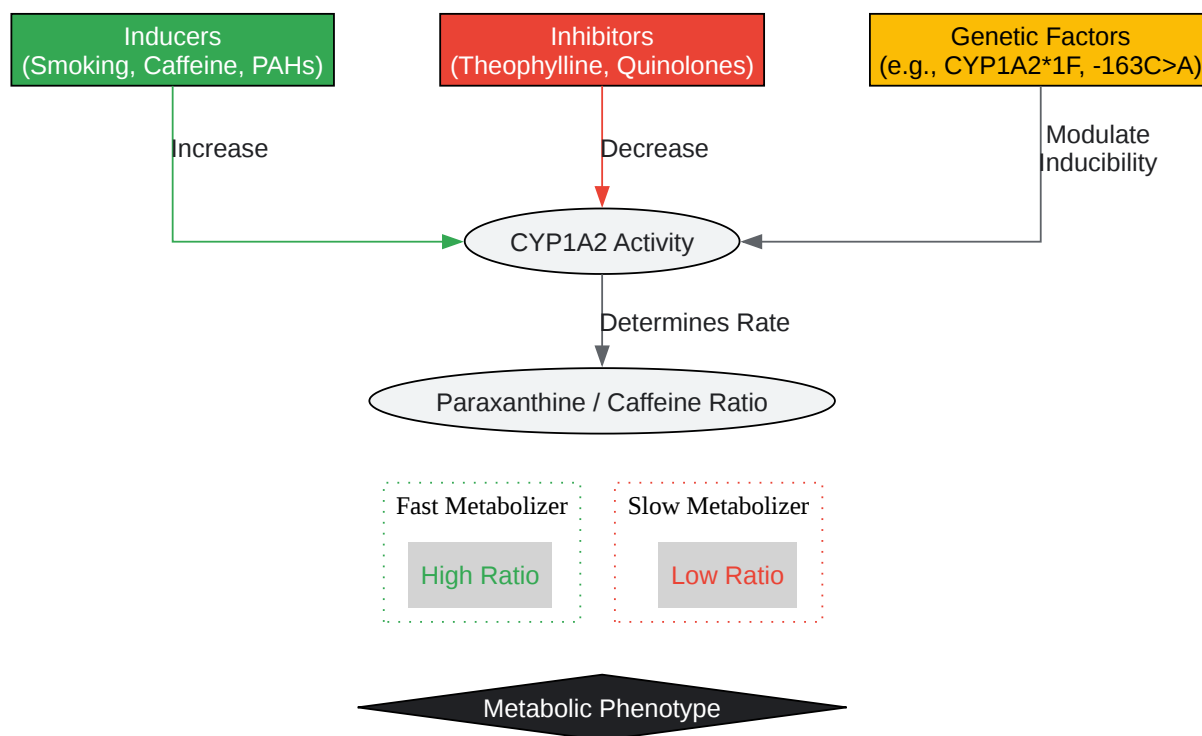 Inducers
(Smoking, Caffeine, PAHs)
Inhibitors
(Theophylline, Quinolones)
Genetic Factors
(e.g., CYP1A2*1F, -163C>A)
Increase
Decrease
Modulate
Inducibility
CYP1A2 Activity
Determines Rate
Paraxanthine / Caffeine Ratio
Fast Metabolizer
High Ratio
Slow Metabolizer
Low Ratio
Metabolic Phenotype